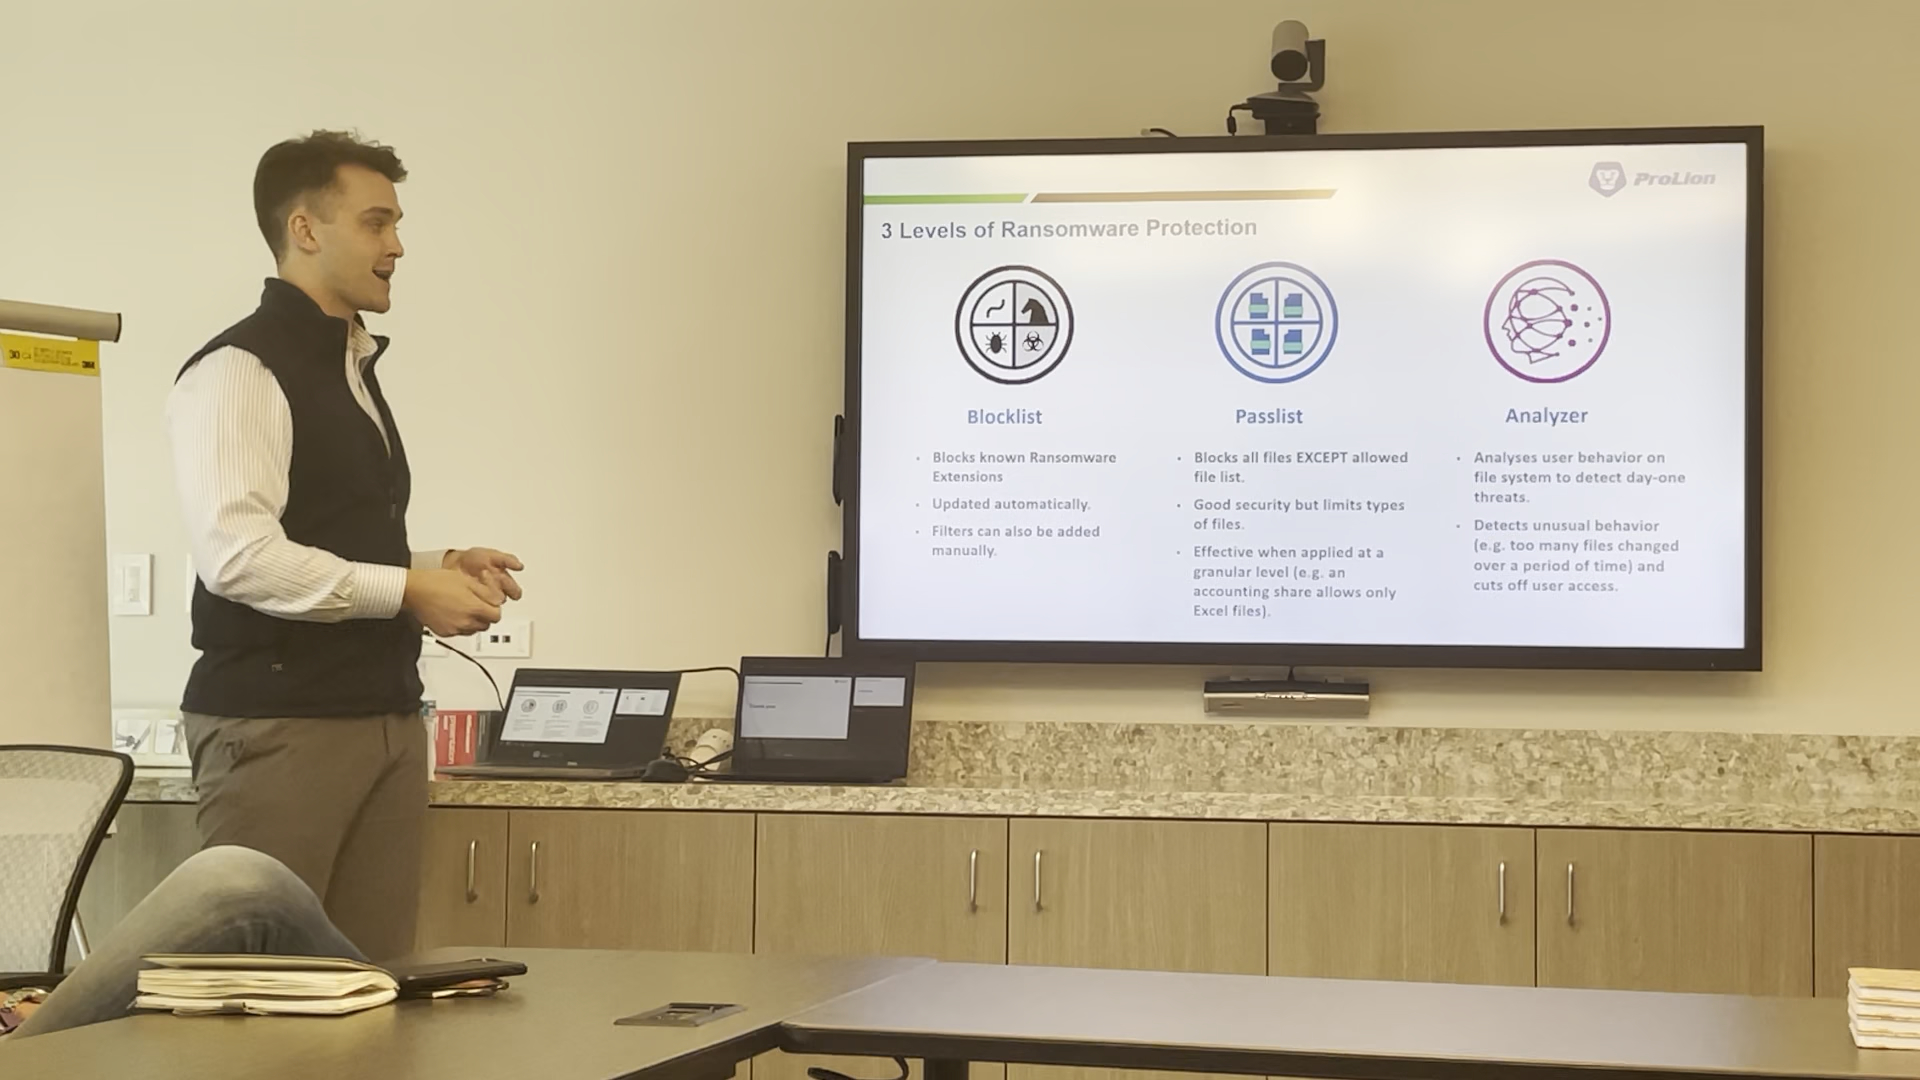 ProLion
3 Levels of Ransomware Protection
Blocklist
• Blocks known Ransomware
Extensions
• Updated automatically.
• Filters can also be added
manually.
Passlist
• Blocks all files EXCEPT allowed
file list.
• Good security but limits types
of files.
• Effective when applied at a
granular level (e.g. an
accounting share allows only
Excel files).
Analyzer
• Analyses user behavior on
file system to detect day-one
threats.
• Detects unusual behavior
(e.g. too many files changed
over a period of time) and
cuts off user access.
30
3M